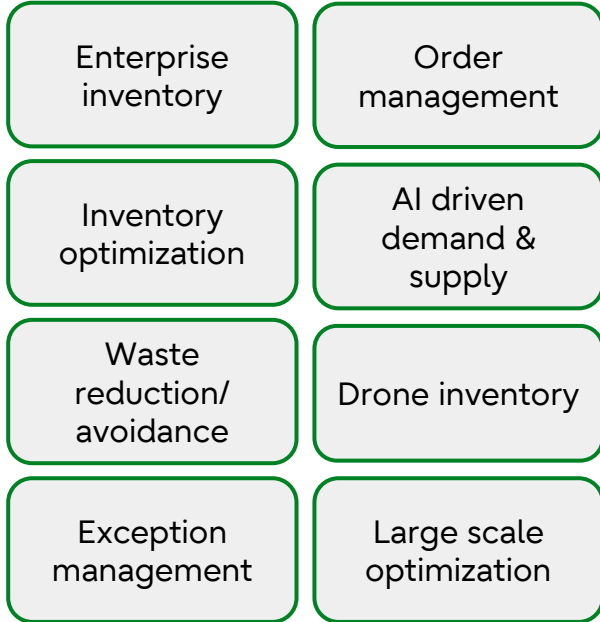 Enterprise
inventory
Order
management
Inventory
optimization
AI driven
demand &
supply
Waste
reduction/
avoidance
Drone inventory
Exception
management
Large scale
optimization